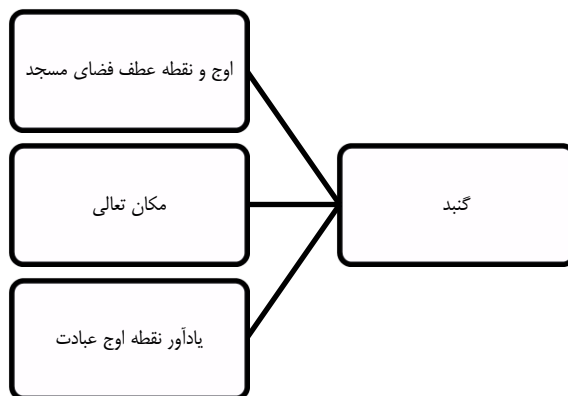 گنبد
اوج و نقطه عطف فضای مسجد
مکان تعالی
یادآور نقطه اوج عبادت